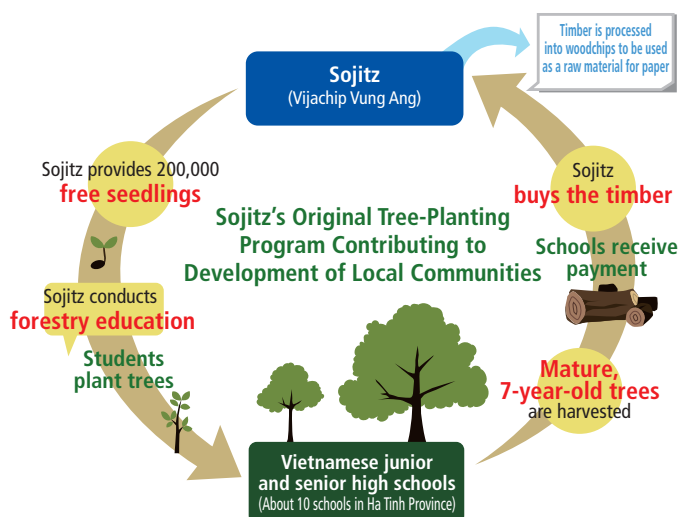 Timber is processed
into woodchips to be used
as a raw material for paper
Sojitz
(Vijachip Vung Ang)
Sojitz provides 200,000
free seedlings
Sojitz conducts
forestry education
Students
plant trees
Sojitz's Original Tree-Planting
Program Contributing to
Development of Local Communities
Sojitz
buys the timber
Schools receive
payment
Mature,
7-year-old trees
are harvested
Vietnamese junior
and senior high schools
(About 10 schools in Ha Tinh Province)